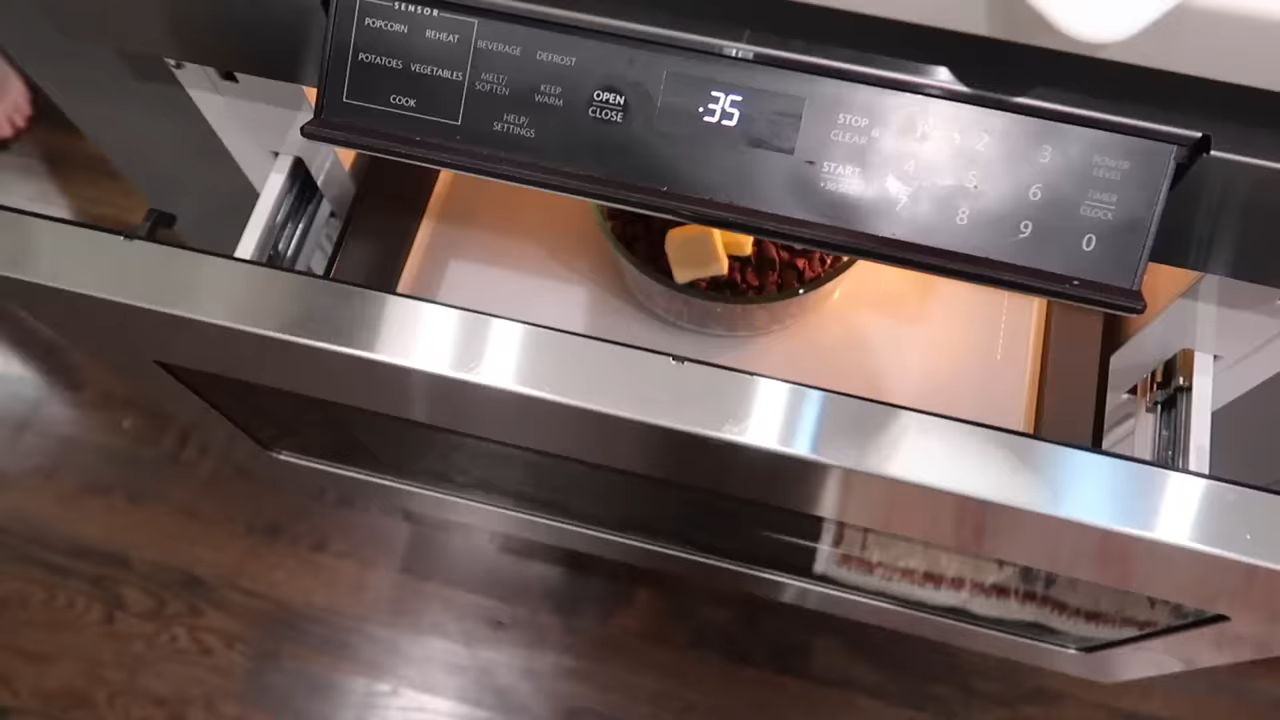 SENSOR
POPCORN
REHEAT
POTATOES
VEGETABLES
COOK
BEVERAGE
DEFROST
MELT/
SOFTEN
KEEP
WARM
HELP/
SETTINGS
OPEN
CLOSE
:35
STOP
CLEAR
START
+30 SEC
1 2 3
4 5 6
7 8 9
0
POWER
LEVEL
TIMER
CLOCK